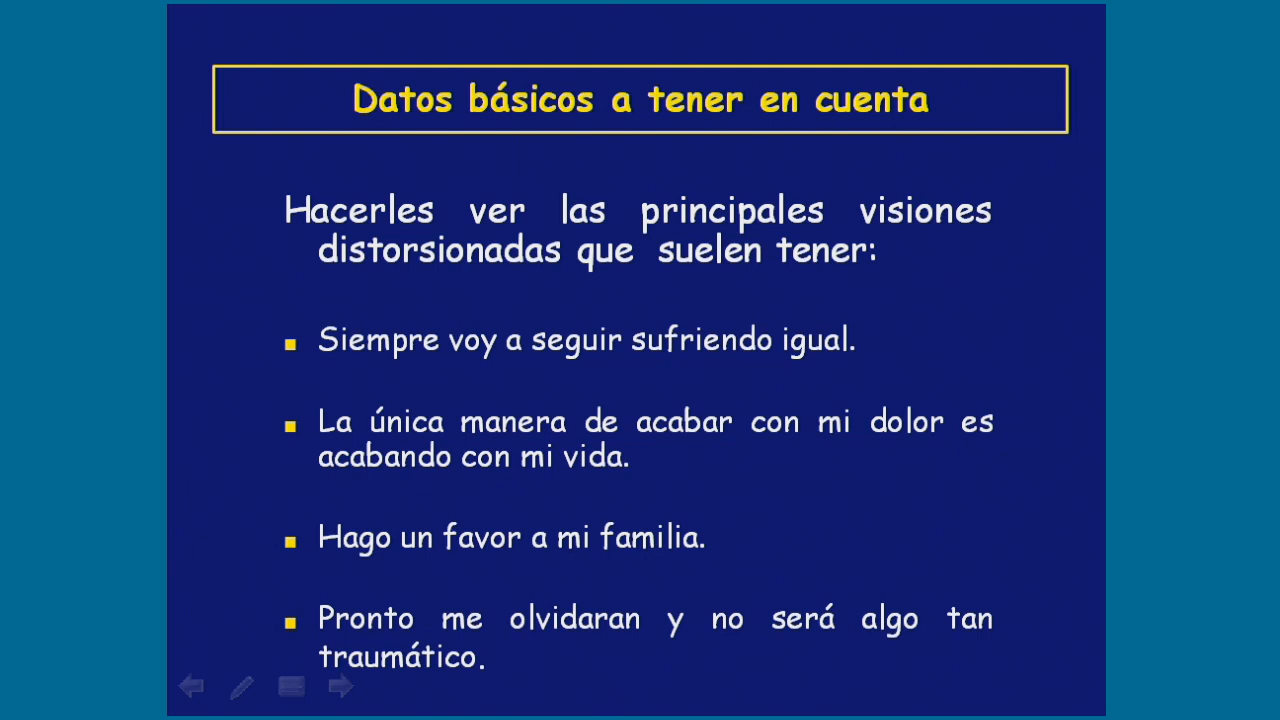 Datos básicos a tener en cuenta
Hacerles ver las principales visiones
distorsionadas que suelen tener:
Siempre voy a seguir sufriendo igual.
La única manera de acabar con mi dolor es
acabando con mi vida.
Hago un favor a mi familia.
Pronto me olvidaran y no será algo tan
traumático.